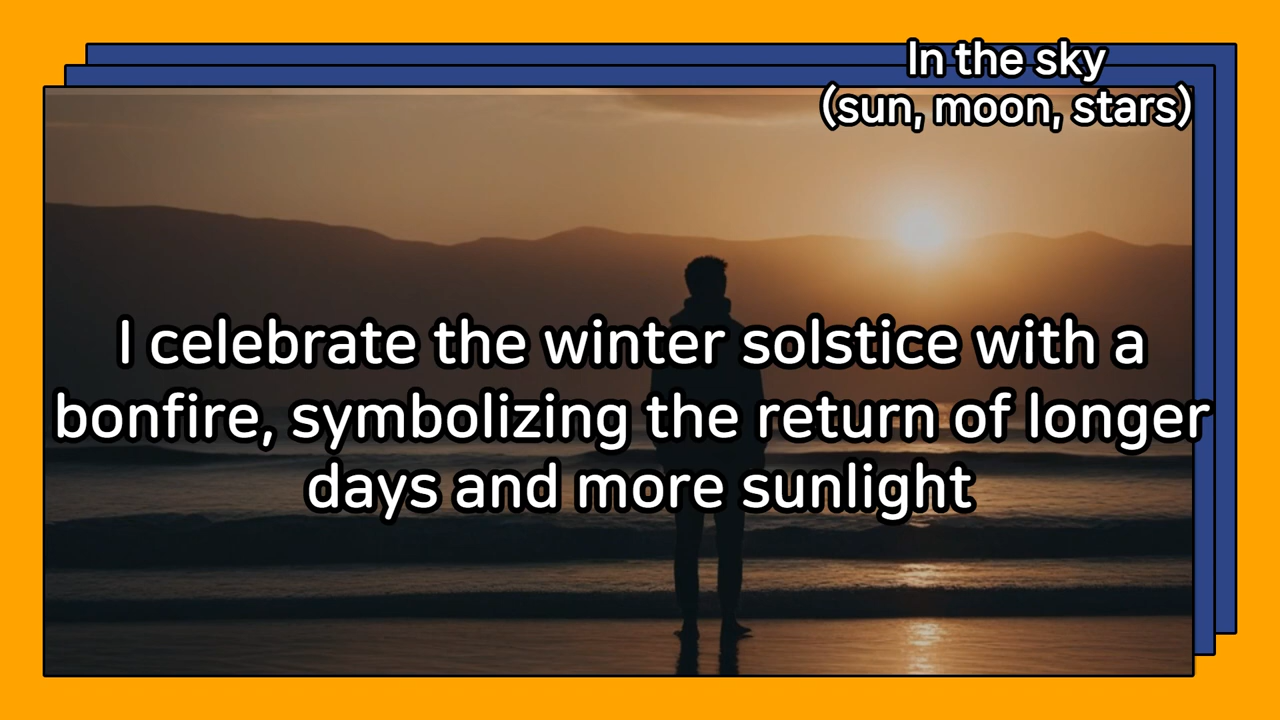 In the sky
(sun, moon, stars)
I celebrate the winter solstice with a
bonfire, symbolizing the return of longer
days and more sunlight